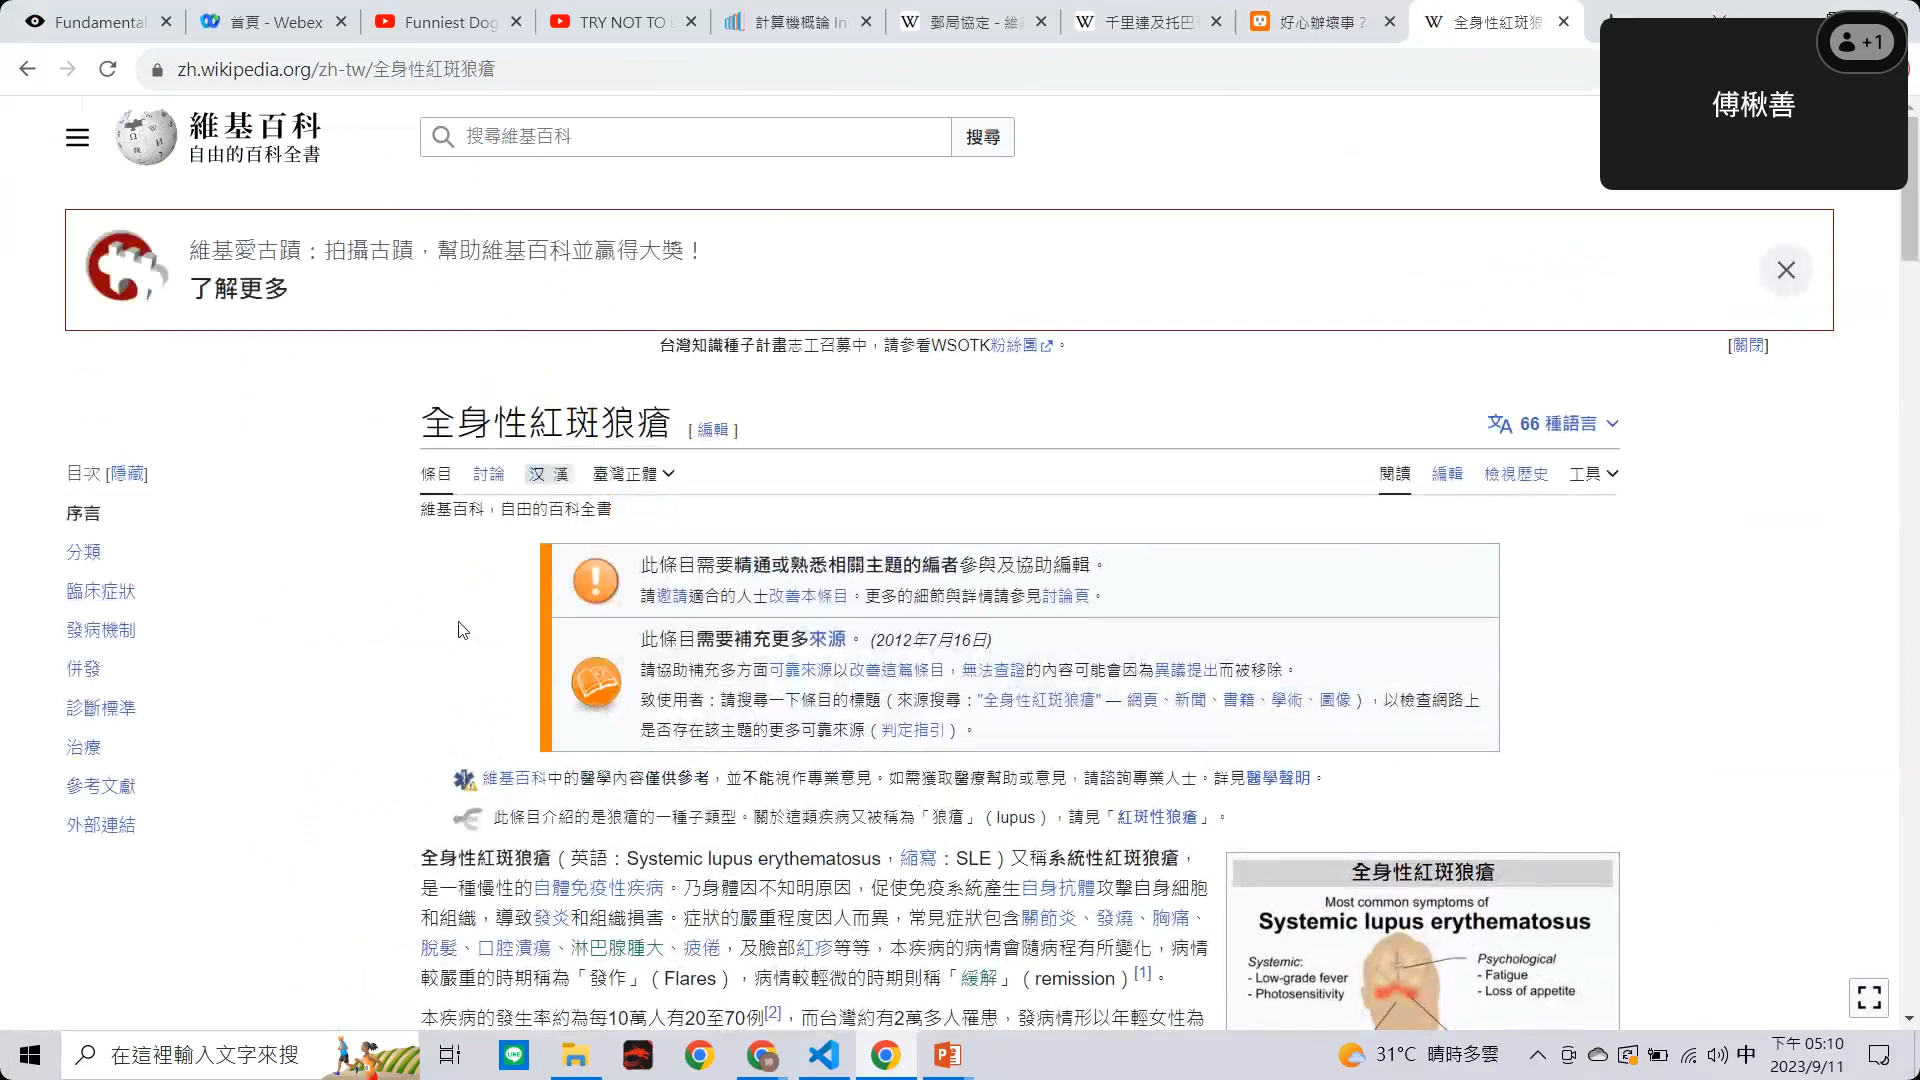 Fundamental
首頁 - Webex
Funniest Dog
TRY NOT TO
計算機概論 In
郵局協定 - 維
千里達及托巴
好心辦壞事？
全身性紅斑狼
zh.wikipedia.org/zh-tw/全身性紅斑狼瘡
+1
傅楸善
維基百科
自由的百科全書
搜尋維基百科
搜尋
維基愛古蹟：拍攝古蹟，幫助維基百科並贏得大獎！
了解更多
台灣知識種子計畫志工召募中，請參看WSOTK粉絲團。
[關閉]
全身性紅斑狼瘡 [ 編輯 ]
66 種語言
目次 [隱藏]
序言
分類
臨床症狀
發病機制
併發
診斷標準
治療
參考文獻
外部連結
條目 討論 汉 漢 臺灣正體
閱讀 編輯 檢視歷史 工具
維基百科，自由的百科全書
此條目需要精通或熟悉相關主題的編者參與及協助編輯。
請邀請適合的人士改善本條目。更多的細節與詳情請參見討論頁。
此條目需要補充更多來源。 (2012年7月16日)
請協助補充多方面可靠來源以改善這篇條目，無法查證的內容可能會因為異議提出而被移除。
致使用者：請搜尋一下條目的標題（來源搜尋："全身性紅斑狼瘡" — 網頁、新聞、書籍、學術、圖像），以檢查網路上
是否存在該主題的更多可靠來源（判定指引）。
維基百科中的醫學內容僅供參考，並不能視作專業意見。如需獲取醫療幫助或意見，請諮詢專業人士。詳見醫學聲明。
此條目介紹的是狼瘡的一種子類型。關於這類疾病又被稱為「狼瘡」（lupus），請見「紅斑性狼瘡」。
全身性紅斑狼瘡（英語：Systemic lupus erythematosus，縮寫：SLE）又稱系統性紅斑狼瘡，
是一種慢性的自體免疫性疾病。乃身體因不知明原因，促使免疫系統產生自身抗體攻擊自身細胞
和組織，導致發炎和組織損害。症狀的嚴重程度因人而異，常見症狀包含關節炎、發燒、胸痛、
脫髮、口腔潰瘍、淋巴腺腫大、疲倦，及臉部紅疹等等，本疾病的病情會隨病程有所變化，病情
較嚴重的時期稱為「發作」（Flares），病情較輕微的時期則稱「緩解」（remission）[1]。
本疾病的發生率約為每10萬人有20至70例[2]，而台灣約有2萬多人罹患，發病情形以年輕女性為
全身性紅斑狼瘡
Most common symptoms of
Systemic lupus erythematosus
Systemic:
- Low-grade fever
- Photosensitivity
Psychological
- Fatigue
- Loss of appetite
在這裡輸入文字來搜
31°C 晴時多雲
中
下午 05:10
2023/9/11